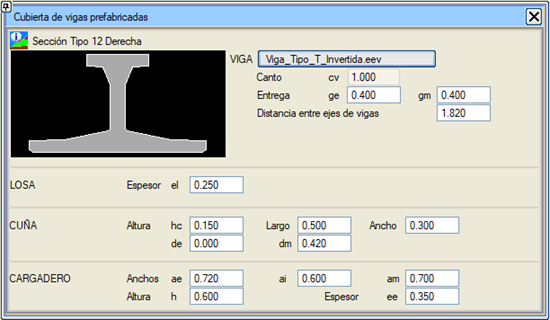 Cubierta de vigas prefabricadas
Sección Tipo 12 Derecha
VIGA Viga_Tipo_T_Invertida.eev
Canto cv 1.000
Entrega ge 0.400 gm 0.400
Distancia entre ejes de vigas 1.820
LOSA Espesor el 0.250
CUÑA Altura hc 0.150 Largo 0.500 Ancho 0.300
de 0.000 dm 0.420
CARGADERO Anchos ae 0.720 ai 0.600 am 0.700
Altura h 0.600 Espesor ee 0.350